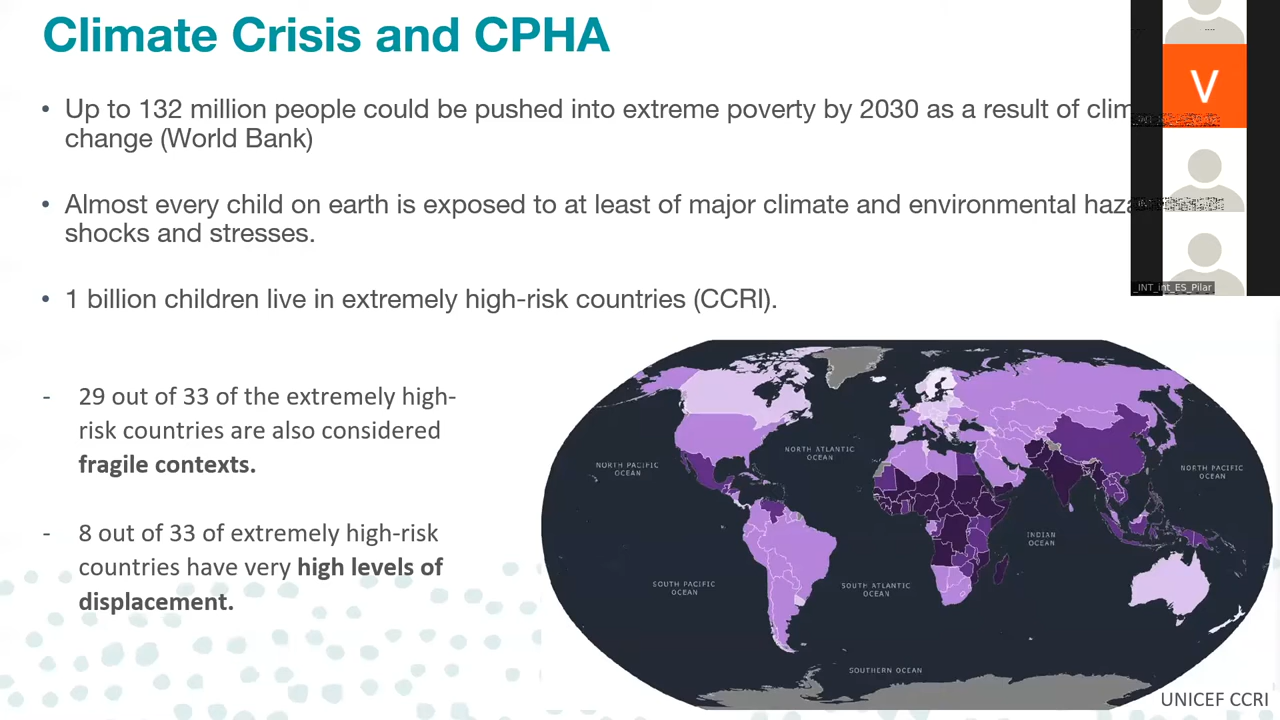 Climate Crisis and CPHA
• Up to 132 million people could be pushed into extreme poverty by 2030 as a result of clim
change (World Bank)
• Almost every child on earth is exposed to at least of major climate and environmental haza
shocks and stresses.
• 1 billion children live in extremely high-risk countries (CCRI).
- 29 out of 33 of the extremely high-
risk countries are also considered
fragile contexts.
- 8 out of 33 of extremely high-risk
countries have very high levels of
displacement.
V
_INT_int_ES_Pilar
NORTH PACIFIC
OCEAN
NORTH ATLANTIC
OCEAN
NORTH PACIFIC
OCEAN
INDIAN
OCEAN
SOUTH PACIFIC
OCEAN
SOUTH ATLANTIC
OCEAN
SOUTHERN OCEAN
UNICEF CCRI